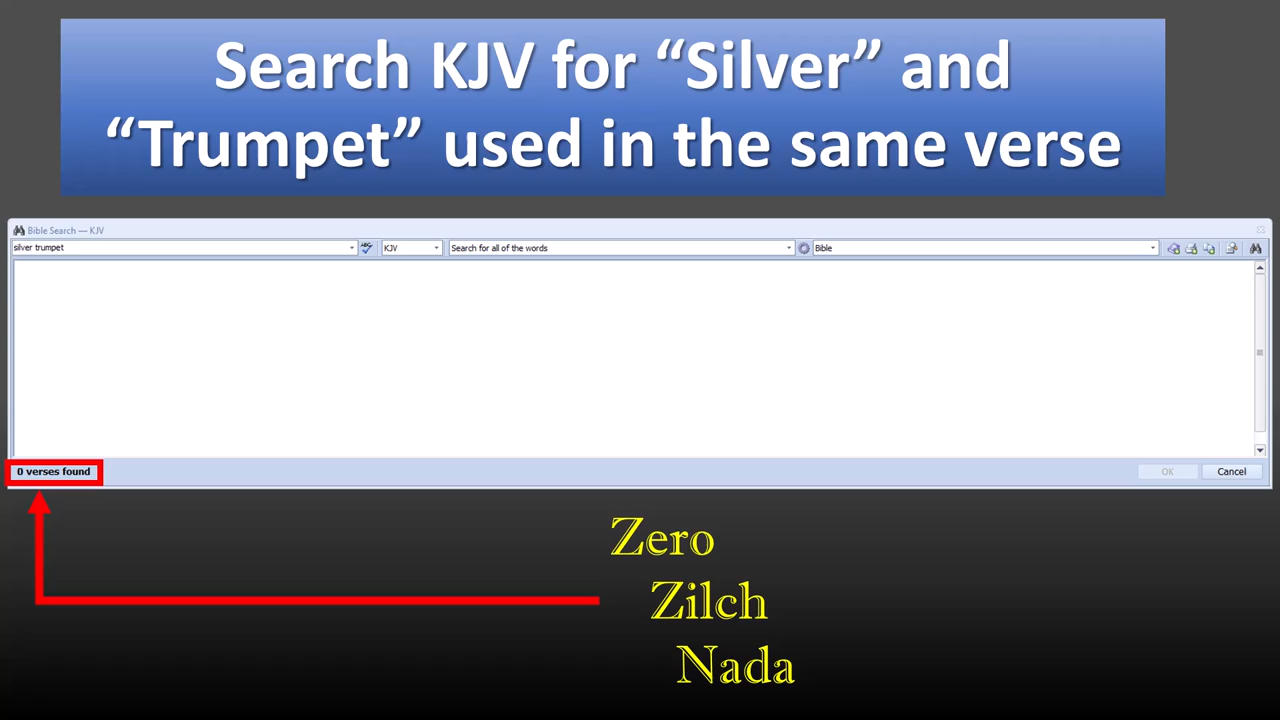 Search KJV for “Silver” and
“Trumpet” used in the same verse
Bible Search — KJV
silver trumpet ABC KJV Search for all of the words Bible
0 verses found OK Cancel
Zero
Zilch
Nada